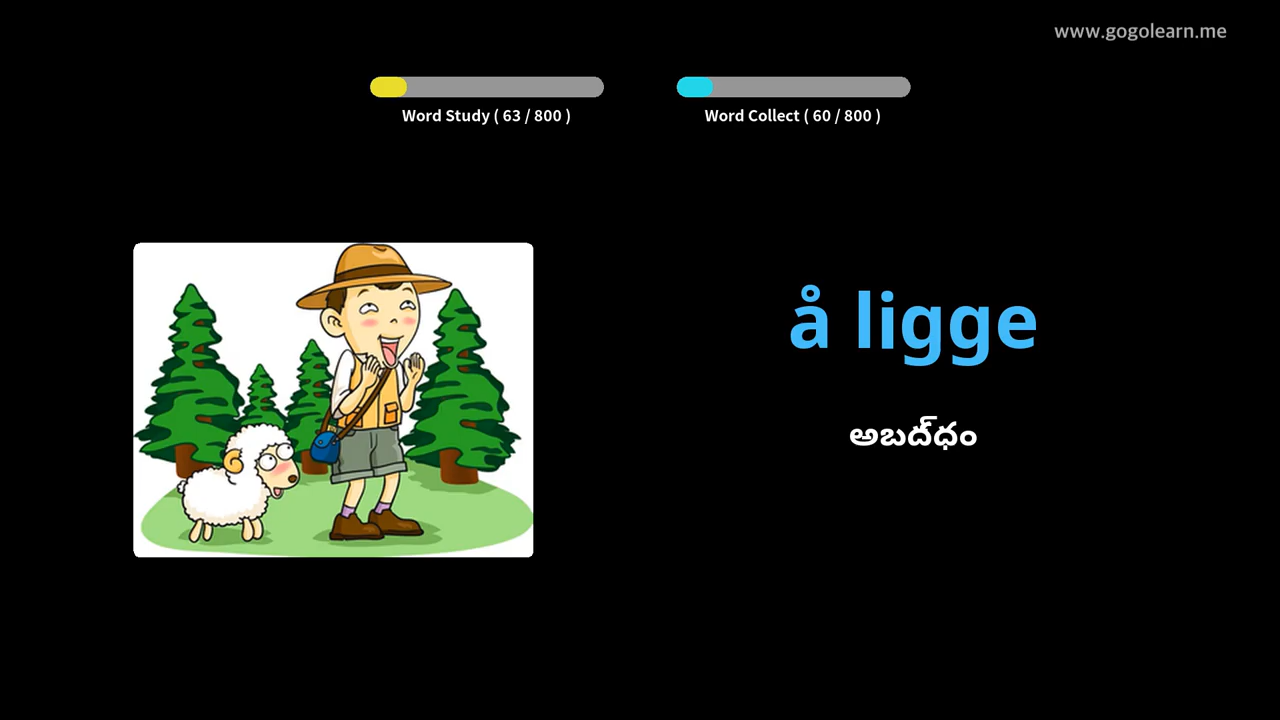 www.gogolearn.me
Word Study ( 63 / 800 )
Word Collect ( 60 / 800 )
å ligge
అబద్ధం